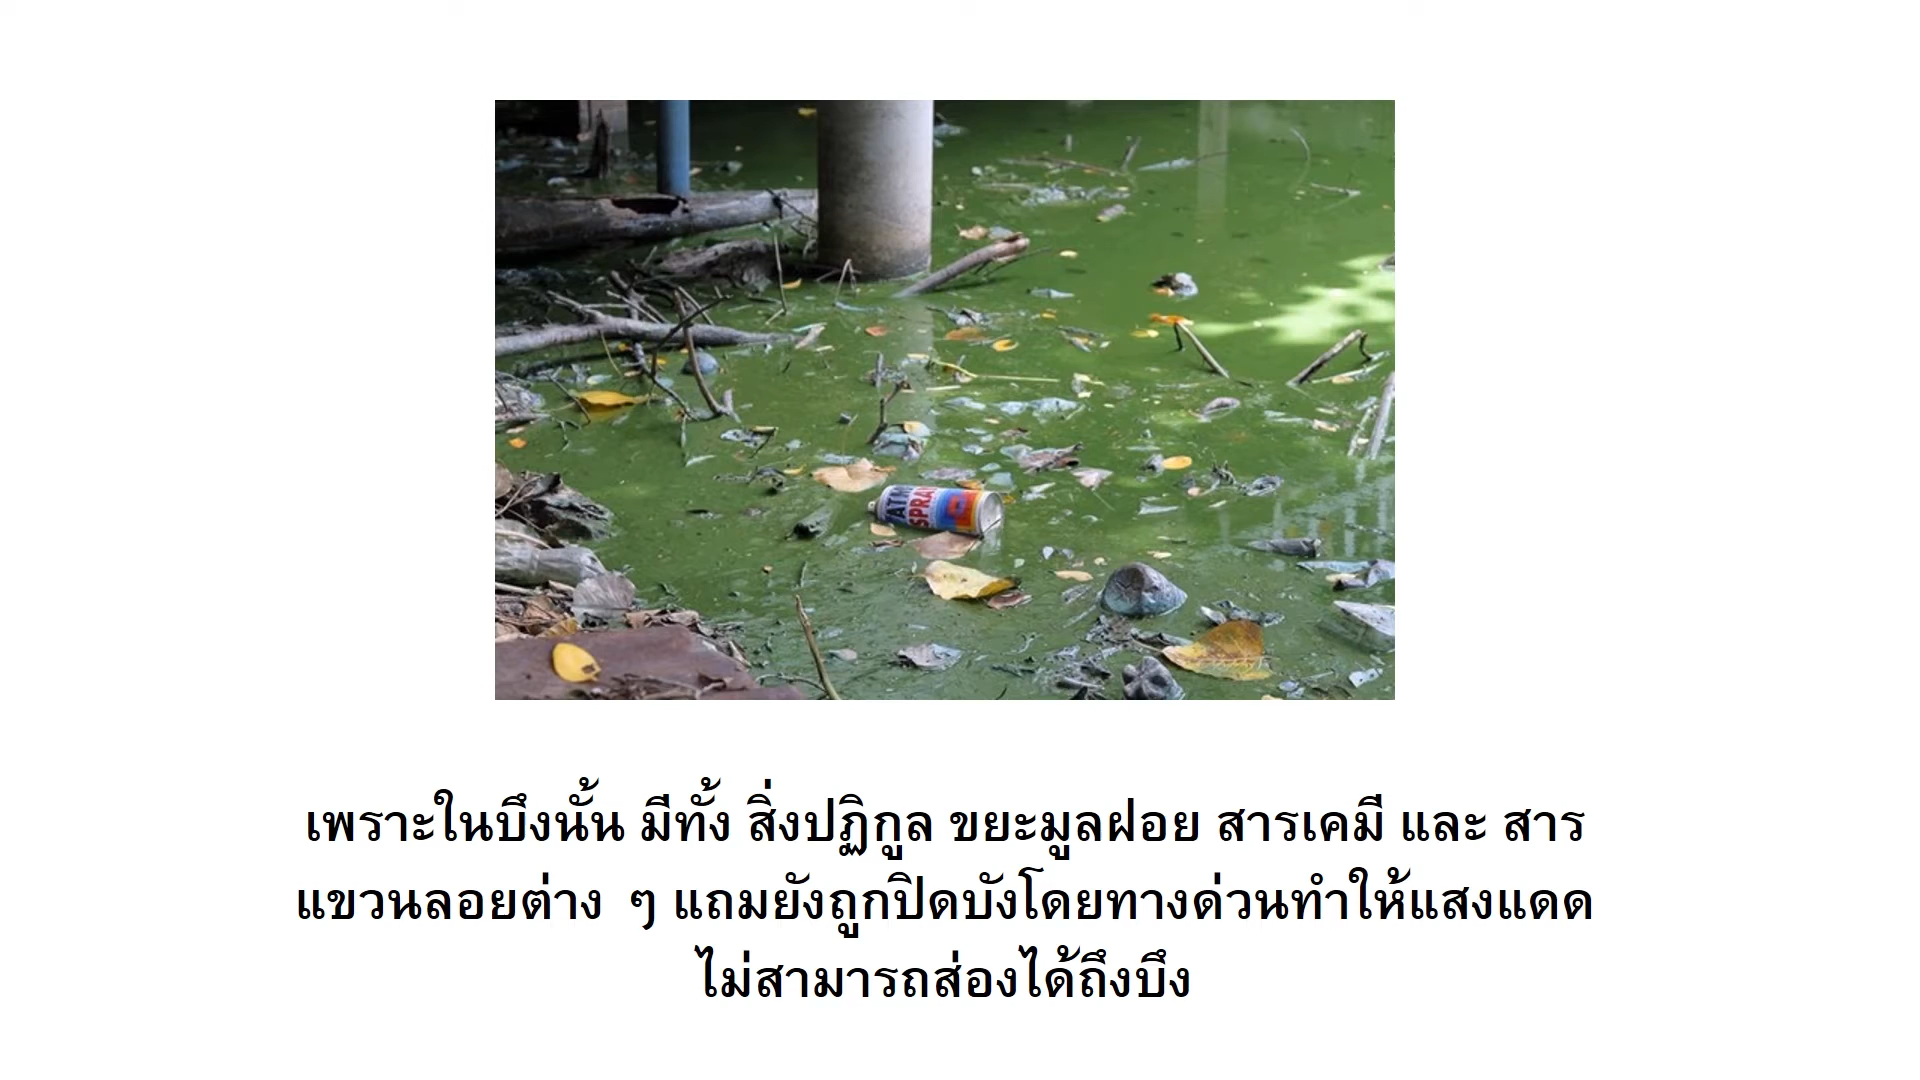 ATM
SPRAY
เพราะในบึงนั้น มีทั้ง สิ่งปฏิกูล ขยะมูลฝอย สารเคมี และ สาร
แขวนลอยต่าง ๆ แถมยังถูกปิดบังโดยทางด่วนทำให้แสงแดด
ไม่สามารถส่องได้ถึงบึง